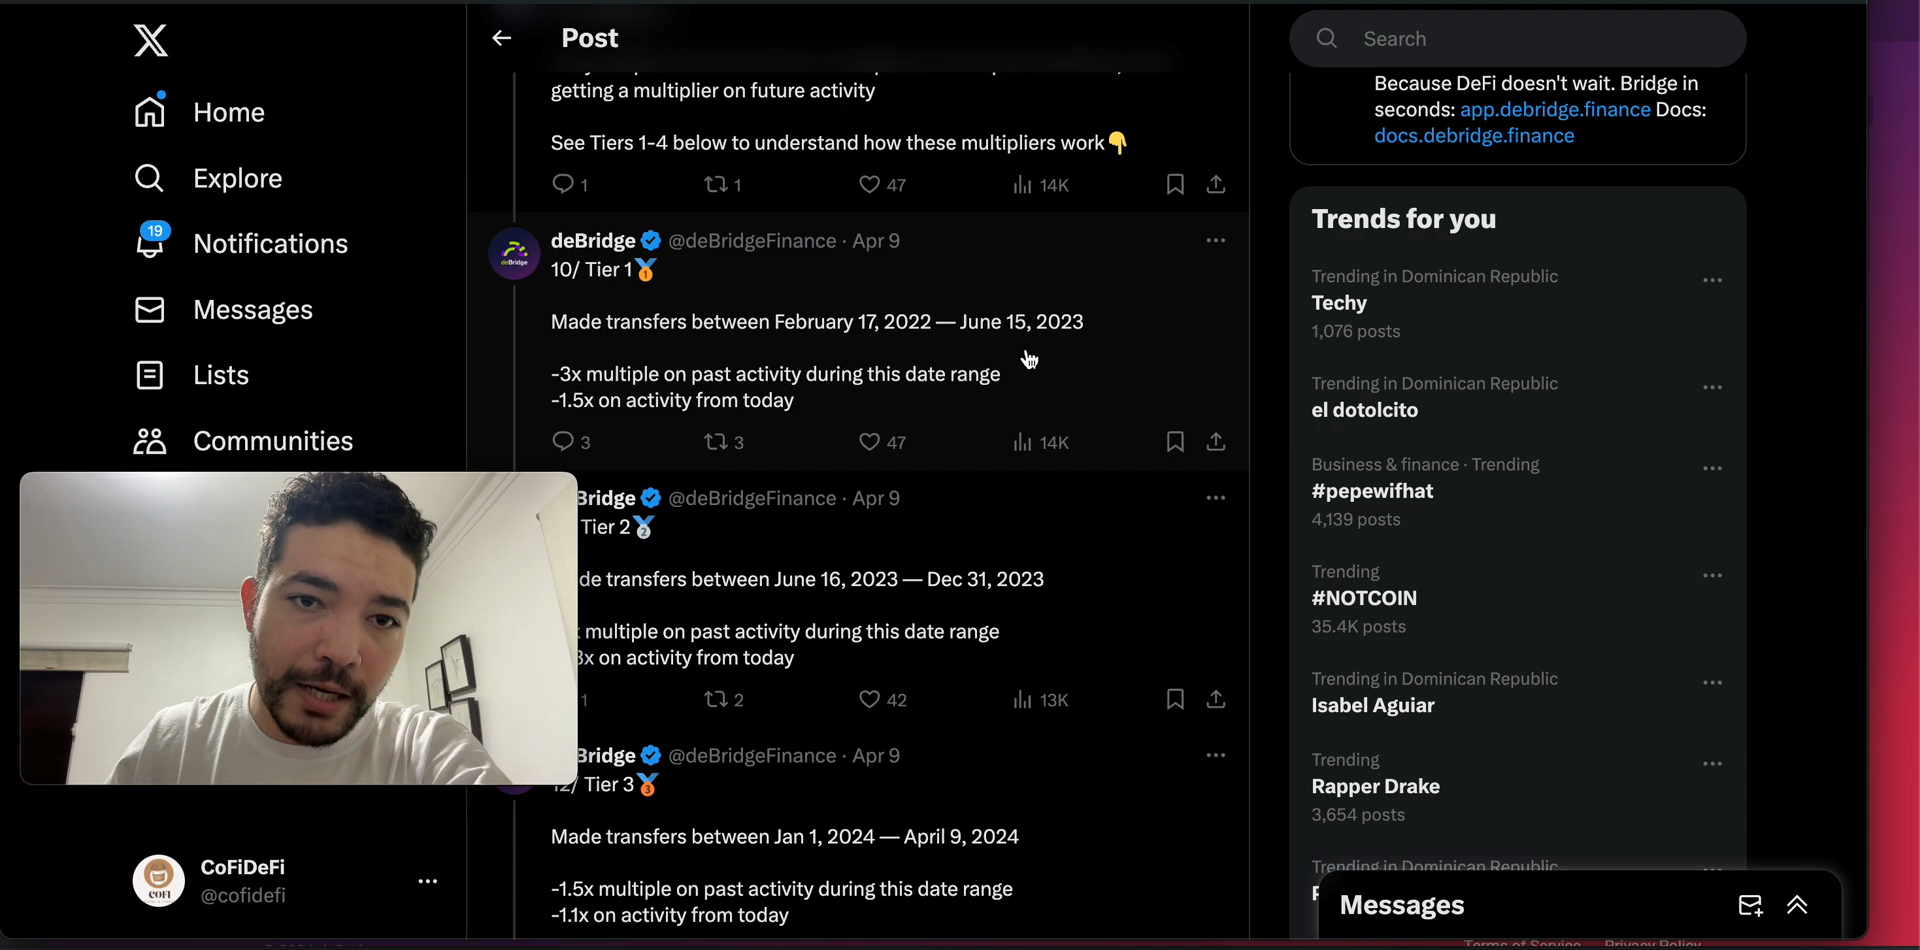 Home
Explore
19
Notifications
Messages
Lists
Communities
CoFiDeFi
@cofidefi
COFI
Post
getting a multiplier on future activity
See Tiers 1-4 below to understand how these multipliers work
1 1 47 14K
deBridge
deBridge @deBridgeFinance · Apr 9
10/ Tier 1
Made transfers between February 17, 2022 — June 15, 2023
-3x multiple on past activity during this date range
-1.5x on activity from today
3 3 47 14K
Bridge @deBridgeFinance · Apr 9
Tier 2
de transfers between June 16, 2023 — Dec 31, 2023
multiple on past activity during this date range
x on activity from today
1 2 42 13K
Bridge @deBridgeFinance · Apr 9
12/ Tier 3
Made transfers between Jan 1, 2024 — April 9, 2024
-1.5x multiple on past activity during this date range
-1.1x on activity from today
Search
Because DeFi doesn't wait. Bridge in
seconds: app.debridge.finance Docs:
docs.debridge.finance
Trends for you
Trending in Dominican Republic
Techy
1,076 posts
Trending in Dominican Republic
el dotolcito
Business & finance · Trending
#pepewifhat
4,139 posts
Trending
#NOTCOIN
35.4K posts
Trending in Dominican Republic
Isabel Aguiar
Trending
Rapper Drake
3,654 posts
Trending in Dominican Republic
Messages
Terms of Service Privacy Policy